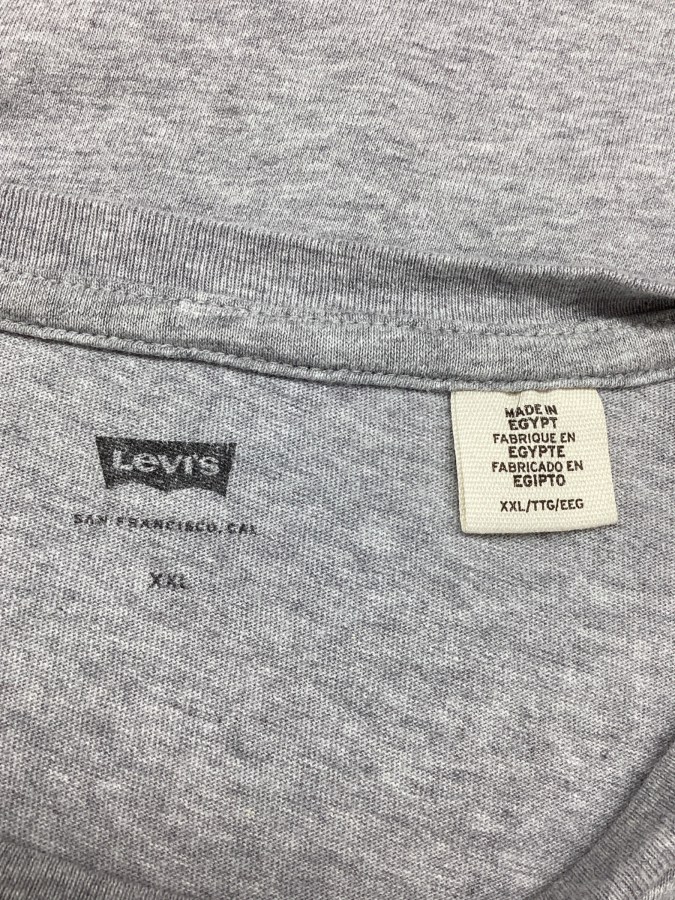 Levi's
SAN FRANCISCO, CAL
XXL
MADE IN
EGYPT
FABRIQUE EN
EGYPTE
FABRICADO EN
EGIPTO
XXL/TTG/EEG